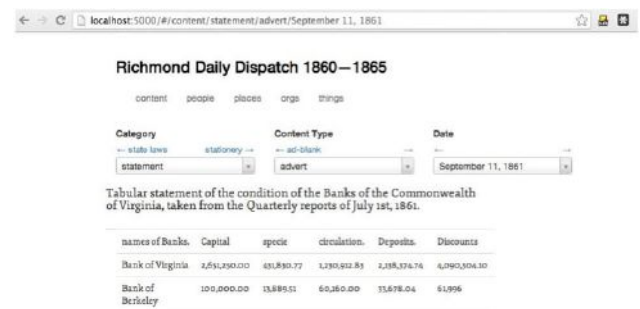 localhost:5000/#/content/statement/advert/September 11, 1861
Richmond Daily Dispatch 1860—1865
content people places orgs things
Category Content Type Date
← state laws stationery → ← ad-blank → ← →
statement advert September 11, 1861
Tabular statement of the condition of the Banks of the Commonwealth
of Virginia, taken from the Quarterly reports of July 1st, 1861.
names of Banks. Capital specie circulation. Deposits. Discounts
Bank of Virginia 2,651,250.00 431,830.77 1,230,912.83 2,138,374.74 4,090,304.10
Bank of
Berkeley 100,000.00 13,889.51 60,260.00 33,678.04 61,996